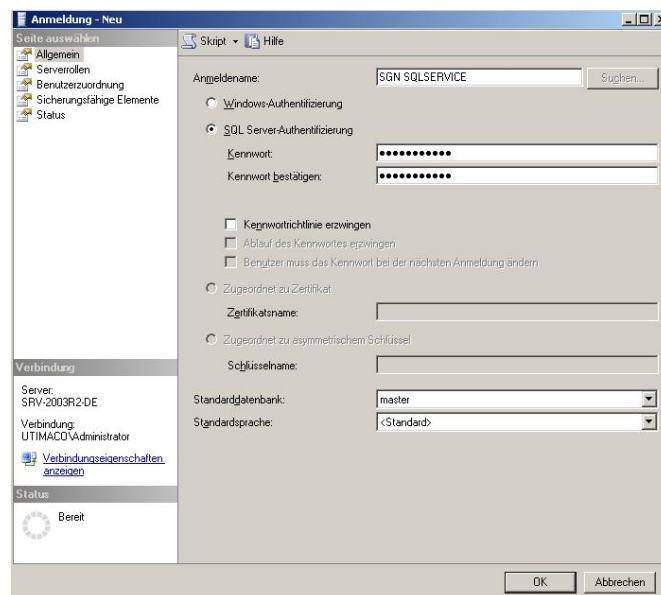 Anmeldung - Neu
Seite auswählen
Allgemein
Serverrollen
Benutzerzuordnung
Sicherungsfähige Elemente
Status
Skript
Hilfe
Anmeldename:
SGN SQLSERVICE
Suchen...
Windows-Authentifizierung
SQL Server-Authentifizierung
Kennwort:
●●●●●●●●●●●
Kennwort bestätigen:
●●●●●●●●●●●
Kennwortrichtlinie erzwingen
Ablauf des Kennwortes erzwingen
Benutzer muss das Kennwort bei der nächsten Anmeldung ändern
Zugeordnet zu Zertifikat
Zertifikatsname:
Zugeordnet zu asymmetrischem Schlüssel
Schlüsselname:
Standarddatenbank:
master
Standardsprache:
<Standard>
Verbindung
Server:
SRV-2003R2-DE
Verbindung:
UTIMACO\Administrator
Verbindungseigenschaften
anzeigen
Status
Bereit
OK
Abbrechen